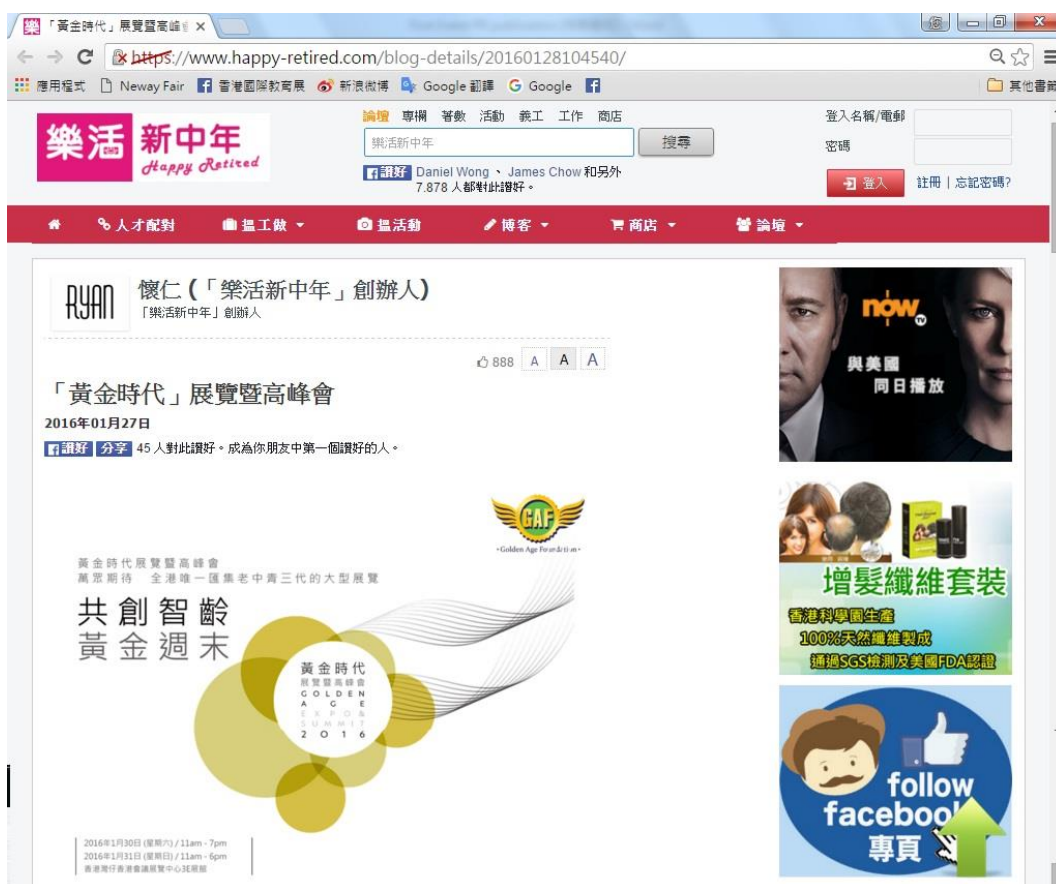 「黃金時代」展覽暨高峰
https://www.happy-retired.com/blog-details/20160128104540/
應用程式 Neway Fair 香港國際教育展 新浪微博 Google 翻譯 Google 其他書籤
論壇 專欄 著數 活動 義工 工作 商店
樂活 新中年
Happy Retired
樂活新中年 搜尋
讚好 Daniel Wong、James Chow 和另外
7,878 人都對此讚好。
登入名稱/電郵
密碼
登入 註冊 | 忘記密碼?
人才配對 搵工做 搵活動 博客 商店 論壇
RYAN
懷仁 (「樂活新中年」創辦人)
「樂活新中年」創辦人
888 A A A
「黃金時代」展覽暨高峰會
2016年01月27日
讚好 分享 45 人對此讚好。成為你朋友中第一個讚好的人。
GAF
·Golden Age Foundation·
黃金時代展覽暨高峰會
萬眾期待 全港唯一匯集老中青三代的大型展覽
共創智齡
黃金週末
黃金時代
展覽暨高峰會
GOLDEN
AGE
EXPO &
SUMMIT
2016
2016年1月30日 (星期六) / 11am - 7pm
2016年1月31日 (星期日) / 11am - 6pm
香港灣仔香港會議展覽中心3E展館
now TV
與美國
同日播放
增髮纖維套裝
香港科學園生產
100%天然纖維製成
通過SGS檢測及美國FDA認證
follow
facebook
專頁